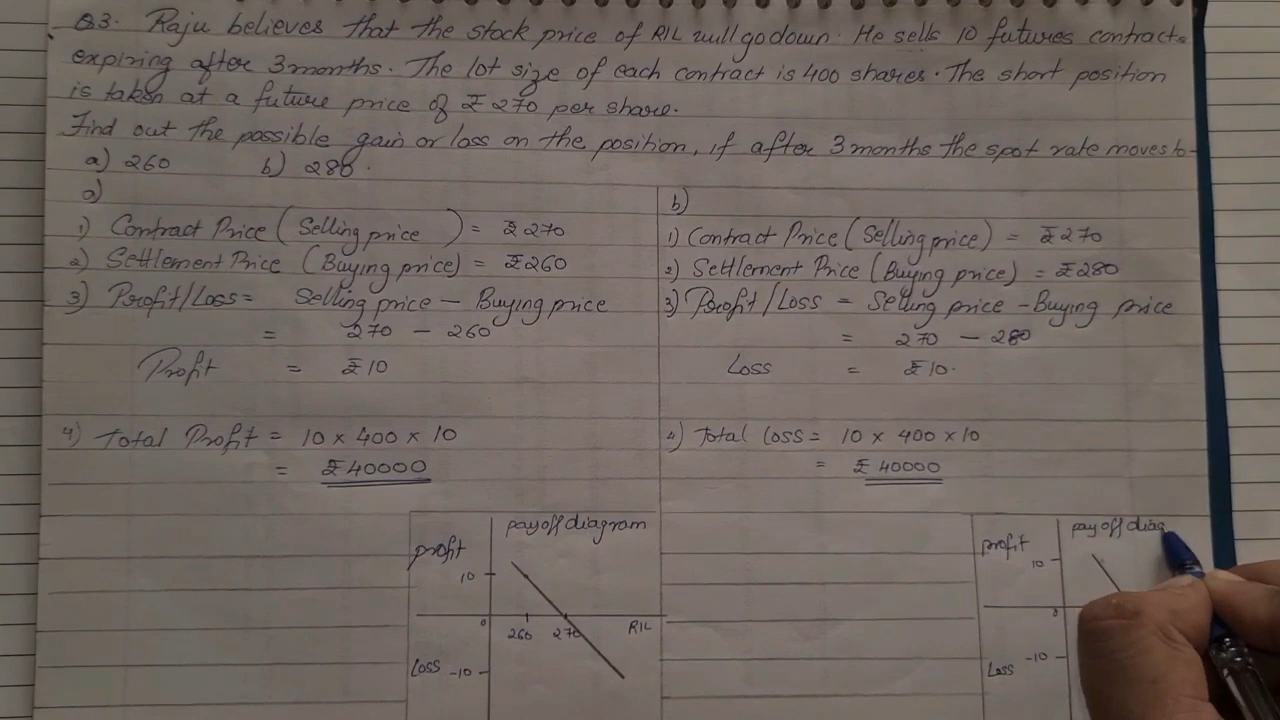 Q3. Raju believes that the stock price of RIL will go down. He sells 10 futures contracts
expiring after 3 months. The lot size of each contract is 400 shares. The short position
is taken at a future price of ₹270 per share.
Find out the possible gain or loss on the position, if after 3 months the spot rate moves to-
a) 260 b) 280.
a)
1) Contract Price (Selling price) = ₹270
2) Settlement Price (Buying price) = ₹260
3) Profit/Loss = Selling price - Buying price
= 270 - 260
Profit = ₹10
4) Total Profit = 10 x 400 x 10
= ₹40000
payoff diagram
profit
10
0
260 270 RIL
Loss -10
b)
1) Contract Price (Selling price) = ₹270
2) Settlement Price (Buying price) = ₹280
3) Profit/Loss = Selling price - Buying price
= 270 - 280
Loss = ₹10.
4) Total Loss = 10 x 400 x 10
= ₹40000
payoff diag
profit
10
0
Loss -10